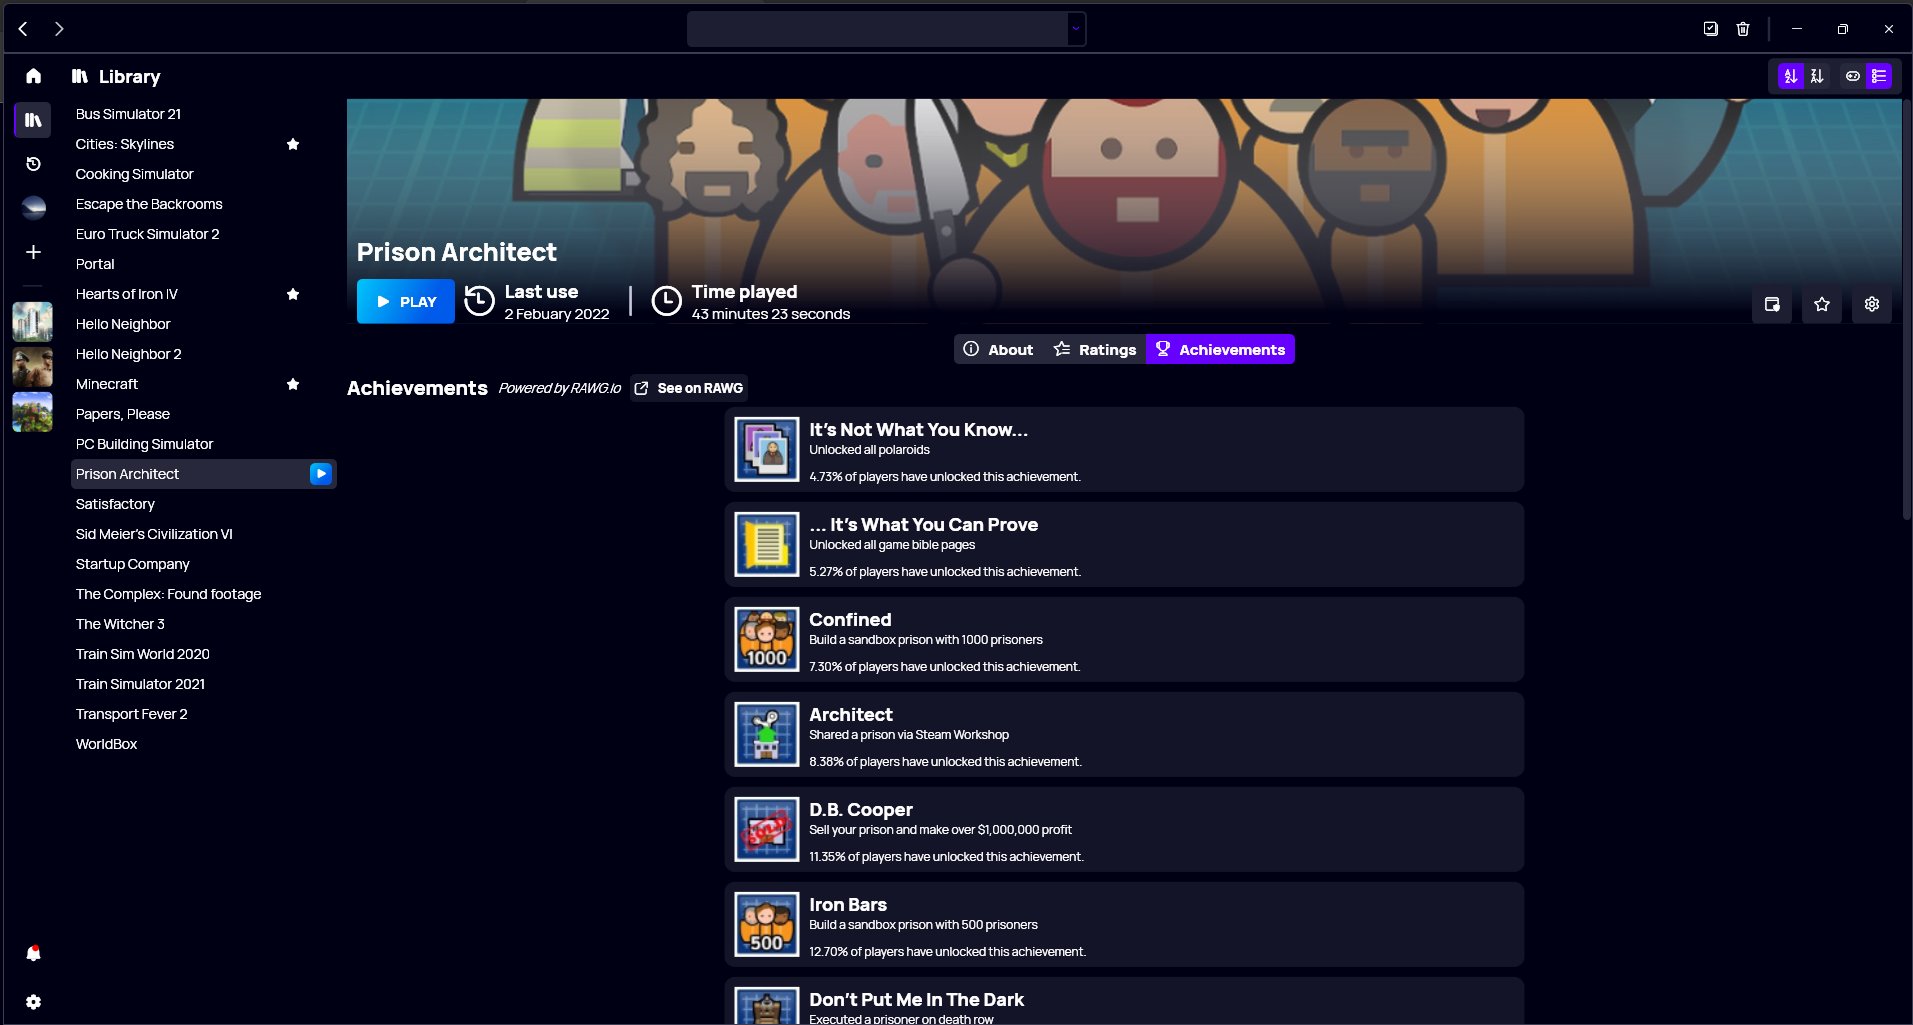 Library
Bus Simulator 21
Cities: Skylines
Cooking Simulator
Escape the Backrooms
Euro Truck Simulator 2
Portal
Hearts of Iron IV
Hello Neighbor
Hello Neighbor 2
Minecraft
Papers, Please
PC Building Simulator
Prison Architect
Satisfactory
Sid Meier's Civilization VI
Startup Company
The Complex: Found footage
The Witcher 3
Train Sim World 2020
Train Simulator 2021
Transport Fever 2
WorldBox
Prison Architect
PLAY
Last use
2 Febuary 2022
Time played
43 minutes 23 seconds
About
Ratings
Achievements
Achievements Powered by RAWG.io See on RAWG
It's Not What You Know...
Unlocked all polaroids
4.73% of players have unlocked this achievement.
... It's What You Can Prove
Unlocked all game bible pages
5.27% of players have unlocked this achievement.
1000
Confined
Build a sandbox prison with 1000 prisoners
7.30% of players have unlocked this achievement.
Architect
Shared a prison via Steam Workshop
8.38% of players have unlocked this achievement.
SOLD
D.B. Cooper
Sell your prison and make over $1,000,000 profit
11.35% of players have unlocked this achievement.
500
Iron Bars
Build a sandbox prison with 500 prisoners
12.70% of players have unlocked this achievement.
Don't Put Me In The Dark
Executed a prisoner on death row